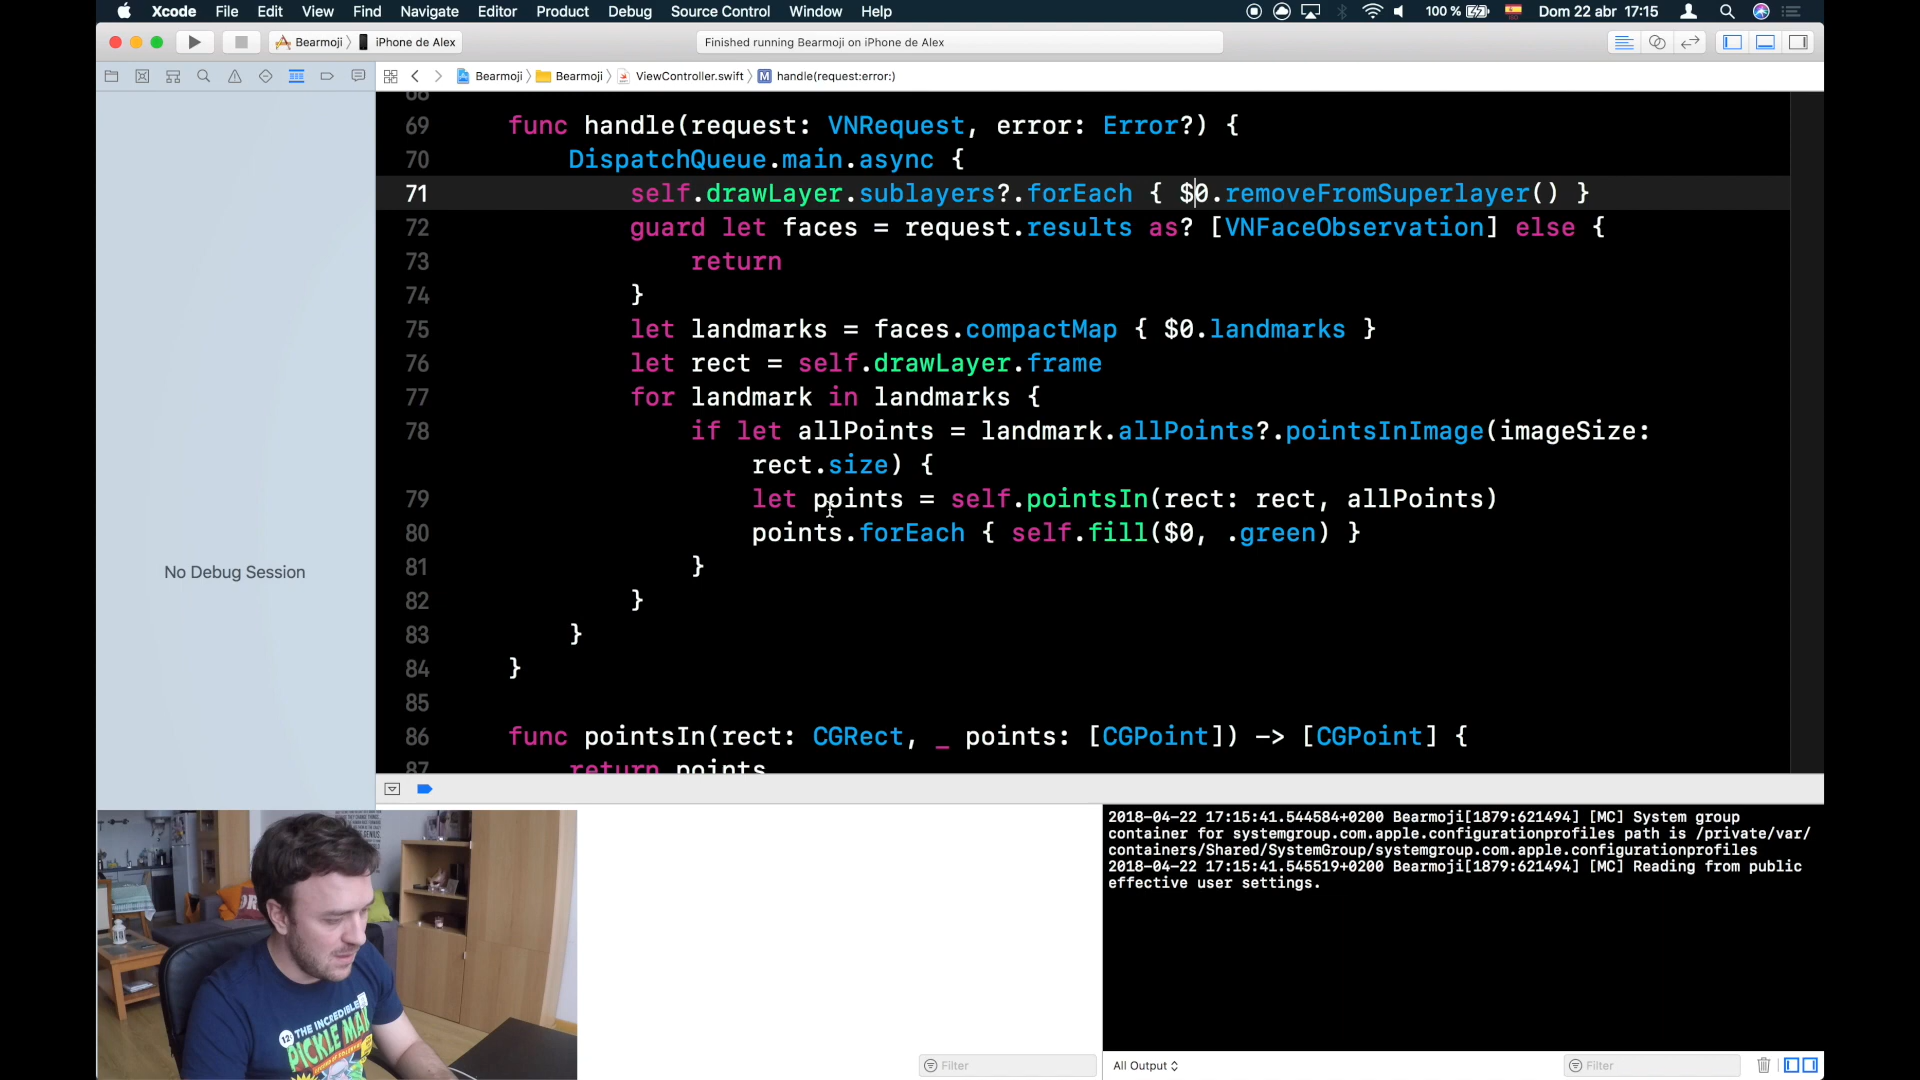 Xcode File Edit View Find Navigate Editor Product Debug Source Control Window Help 100 % Dom 22 abr 17:15
Bearmoji iPhone de Alex Finished running Bearmoji on iPhone de Alex
Bearmoji Bearmoji ViewController.swift M handle(request:error:)
68
69 func handle(request: VNRequest, error: Error?) {
70 DispatchQueue.main.async {
71 self.drawLayer.sublayers?.forEach { $0.removeFromSuperlayer() }
72 guard let faces = request.results as? [VNFaceObservation] else {
73 return
74 }
75 let landmarks = faces.compactMap { $0.landmarks }
76 let rect = self.drawLayer.frame
77 for landmark in landmarks {
78 if let allPoints = landmark.allPoints?.pointsInImage(imageSize:
rect.size) {
79 let points = self.pointsIn(rect: rect, allPoints)
80 points.forEach { self.fill($0, .green) }
81 }
82 }
83 }
84 }
85
86 func pointsIn(rect: CGRect, _ points: [CGPoint]) -> [CGPoint] {
87 return points
No Debug Session
2018-04-22 17:15:41.544584+0200 Bearmoji[1879:621494] [MC] System group
container for systemgroup.com.apple.configurationprofiles path is /private/var/
containers/Shared/SystemGroup/systemgroup.com.apple.configurationprofiles
2018-04-22 17:15:41.545519+0200 Bearmoji[1879:621494] [MC] Reading from public
effective user settings.
THE INCREDIBLE
PICKLE MAN
Filter
All Output
Filter